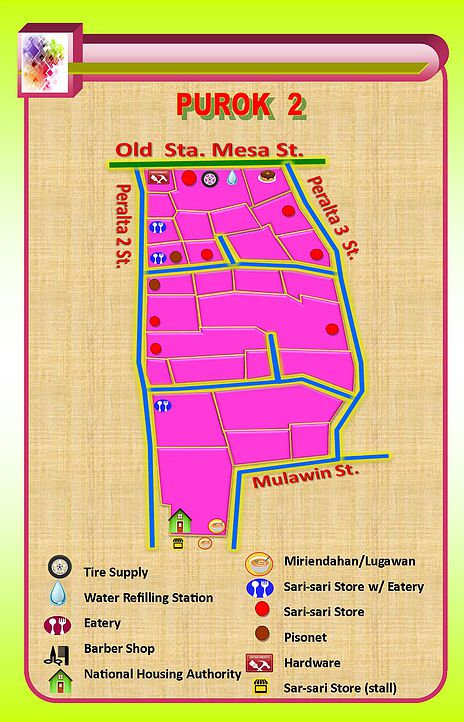 PUROK 2
Old Sta. Mesa St.
Peralta 2 St.
Peralta 3 St.
Mulawin St.
Tire Supply
Water Refilling Station
Eatery
Barber Shop
National Housing Authority
Miriendahan/Lugawan
Sari-sari Store w/ Eatery
Sari-sari Store
Pisonet
Hardware
Sar-sari Store (stall)